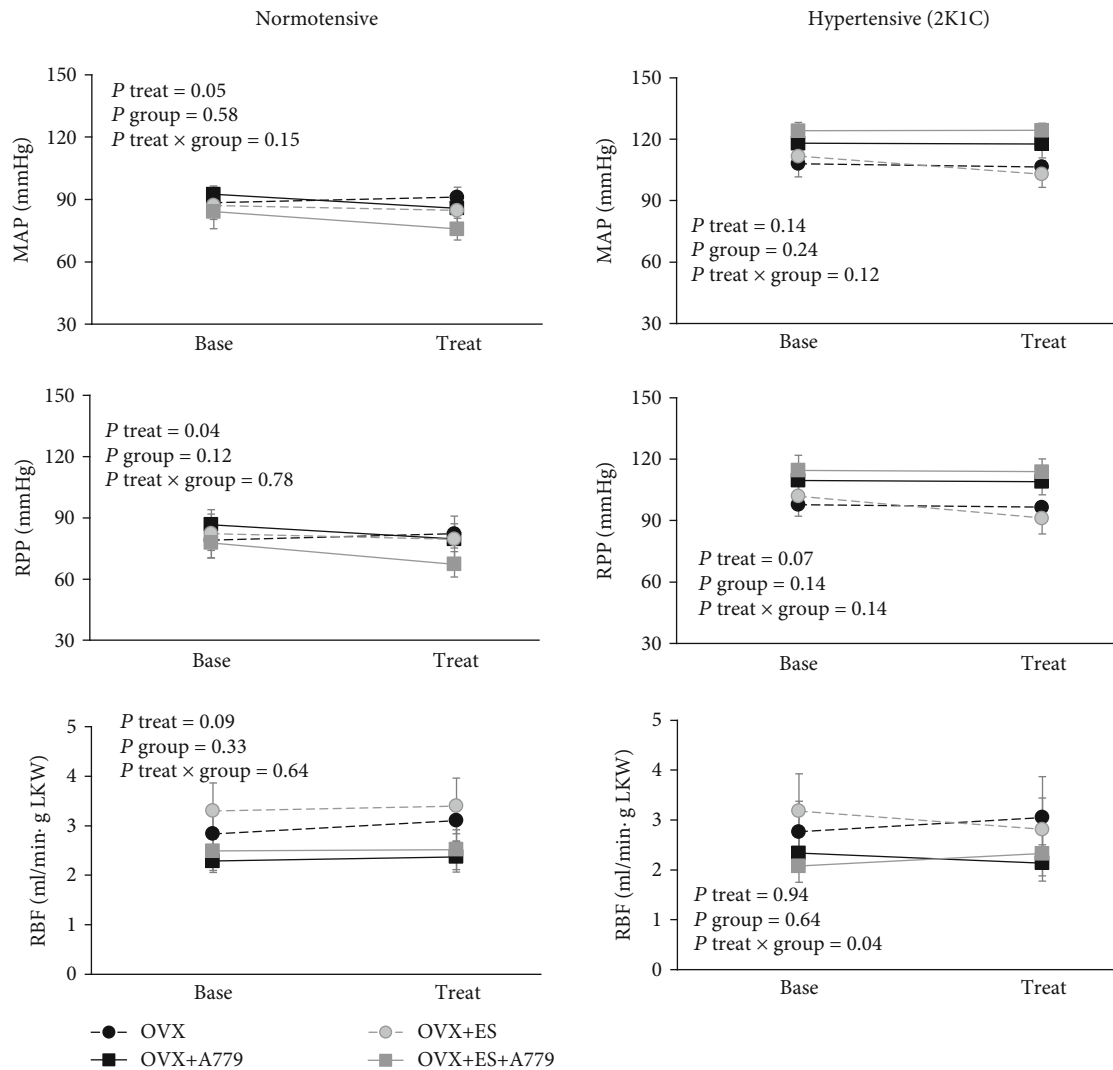 Normotensive
Hypertensive (2K1C)
MAP (mmHg)
150
120
90
60
30
P treat = 0.05
P group = 0.58
P treat × group = 0.15
Base
Treat
MAP (mmHg)
150
120
90
60
30
P treat = 0.14
P group = 0.24
P treat × group = 0.12
Base
Treat
RPP (mmHg)
150
120
90
60
30
P treat = 0.04
P group = 0.12
P treat × group = 0.78
Base
Treat
RPP (mmHg)
150
120
90
60
30
P treat = 0.07
P group = 0.14
P treat × group = 0.14
Base
Treat
RBF (ml/min· g LKW)
5
4
3
2
1
0
P treat = 0.09
P group = 0.33
P treat × group = 0.64
Base
Treat
RBF (ml/min· g LKW)
5
4
3
2
1
0
P treat = 0.94
P group = 0.64
P treat × group = 0.04
Base
Treat
OVX
OVX+ES
OVX+A779
OVX+ES+A779